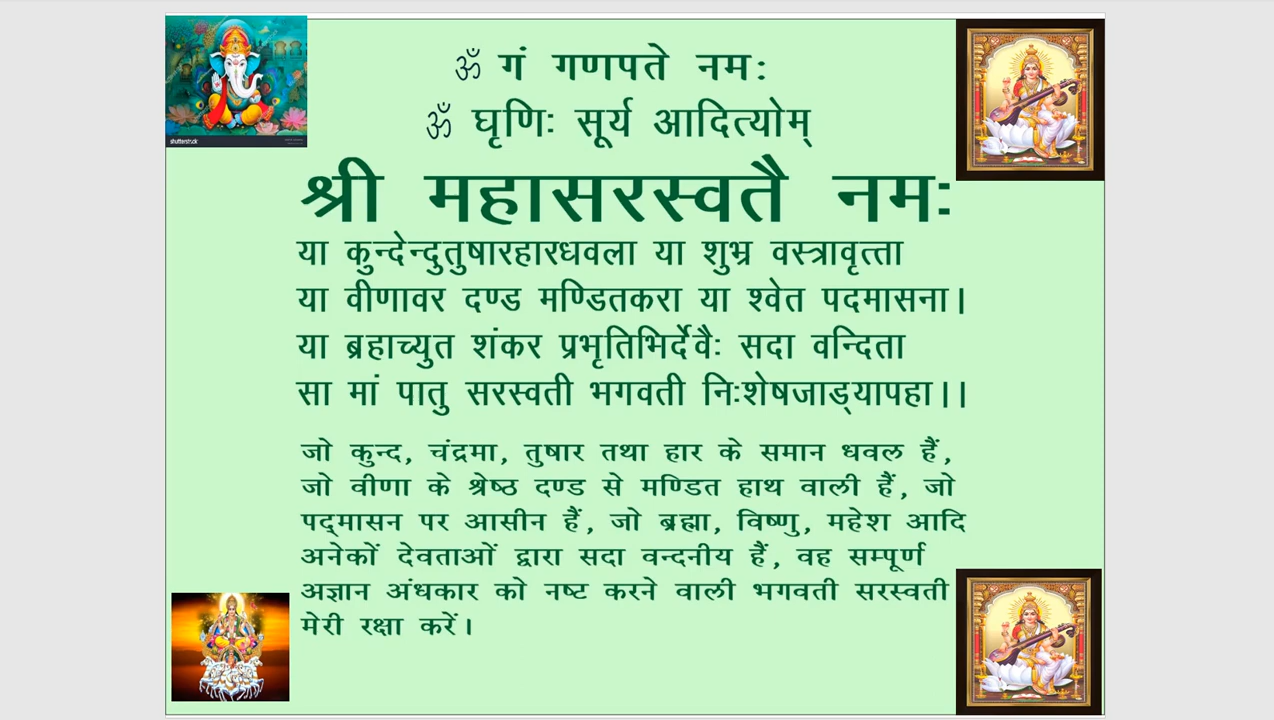 ॐ गं गणपते नमः
ॐ घृणिः सूर्य आदित्योम्
श्री महासरस्वतै नमः
या कुन्देन्दुतुषारहारधवला या शुभ्र वस्त्रावृत्ता
या वीणावर दण्ड मण्डितकरा या श्वेत पदमासना।
या ब्रहाच्युत शंकर प्रभृतिभिर्देवैः सदा वन्दिता
सा मां पातु सरस्वती भगवती निःशेषजाड्यापहा।।
जो कुन्द, चंद्रमा, तुषार तथा हार के समान धवल हैं,
जो वीणा के श्रेष्ठ दण्ड से मण्डित हाथ वाली हैं, जो
पद्मासन पर आसीन हैं, जो ब्रह्मा, विष्णु, महेश आदि
अनेकों देवताओं द्वारा सदा वन्दनीय हैं, वह सम्पूर्ण
अज्ञान अंधकार को नष्ट करने वाली भगवती सरस्वती
मेरी रक्षा करें।
shutterstock